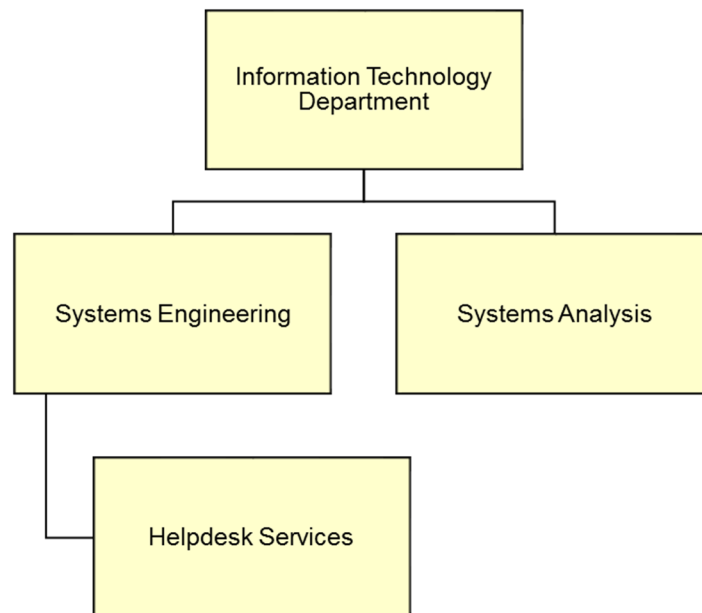 Information Technology
Department
Systems Engineering
Systems Analysis
Helpdesk Services